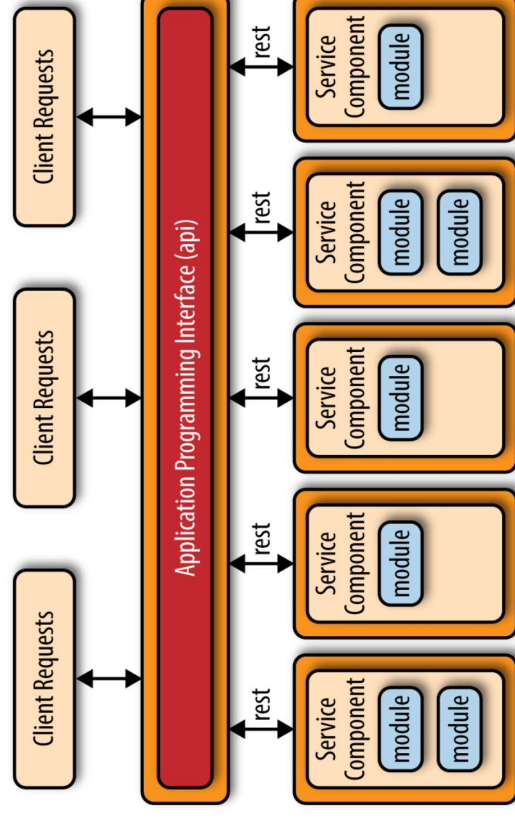 Client Requests
Client Requests
Client Requests
Application Programming Interface (api)
rest
rest
rest
rest
rest
Service
Component
module
module
Service
Component
module
Service
Component
module
Service
Component
module
module
Service
Component
module